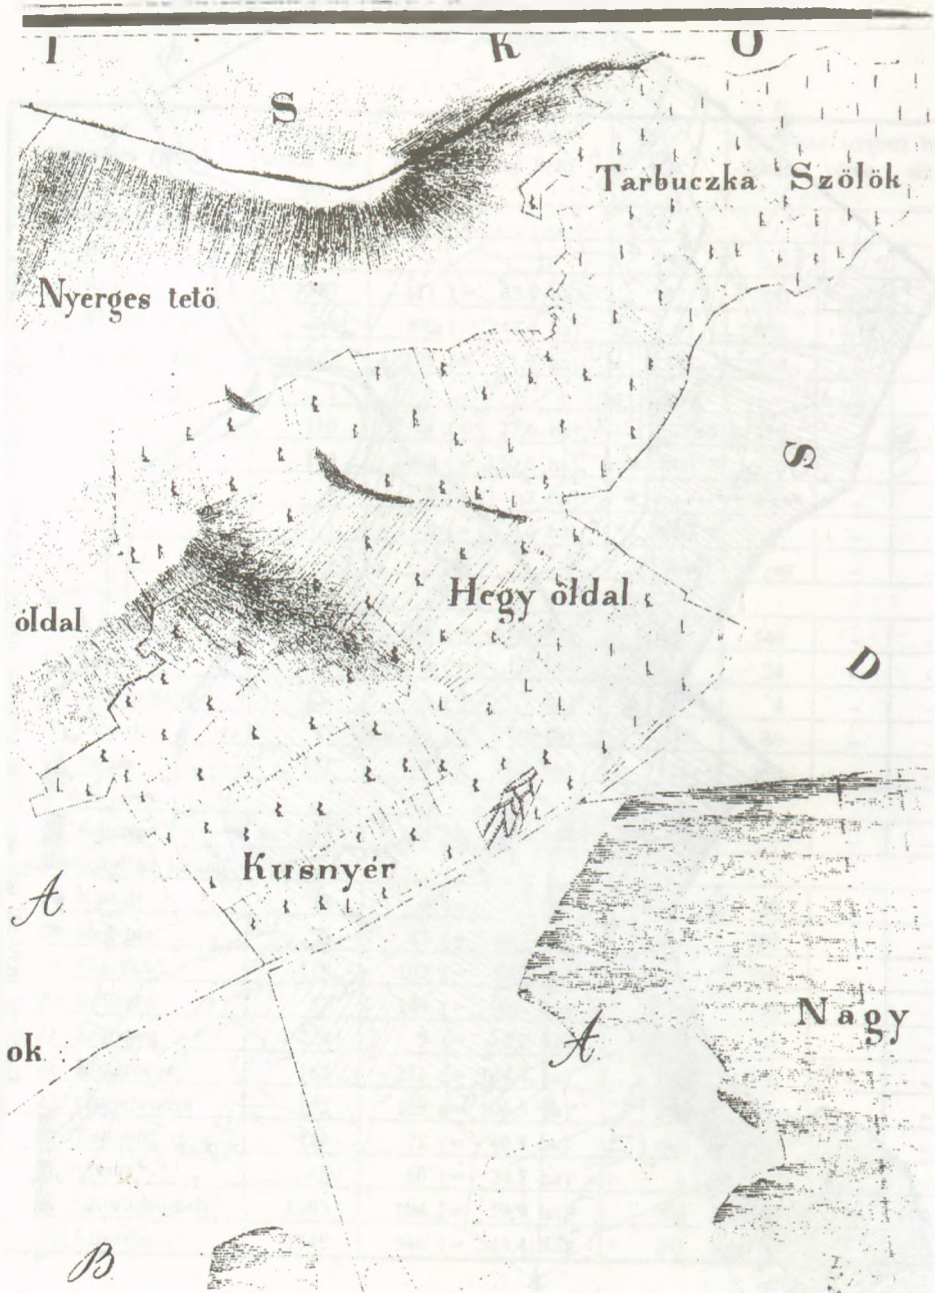 I S K O
Tarbuczka Szölök
Nyerges tetö
S
Hegy öldal
öldal
D
Kusnyér
A
Nagy
A
ok
B